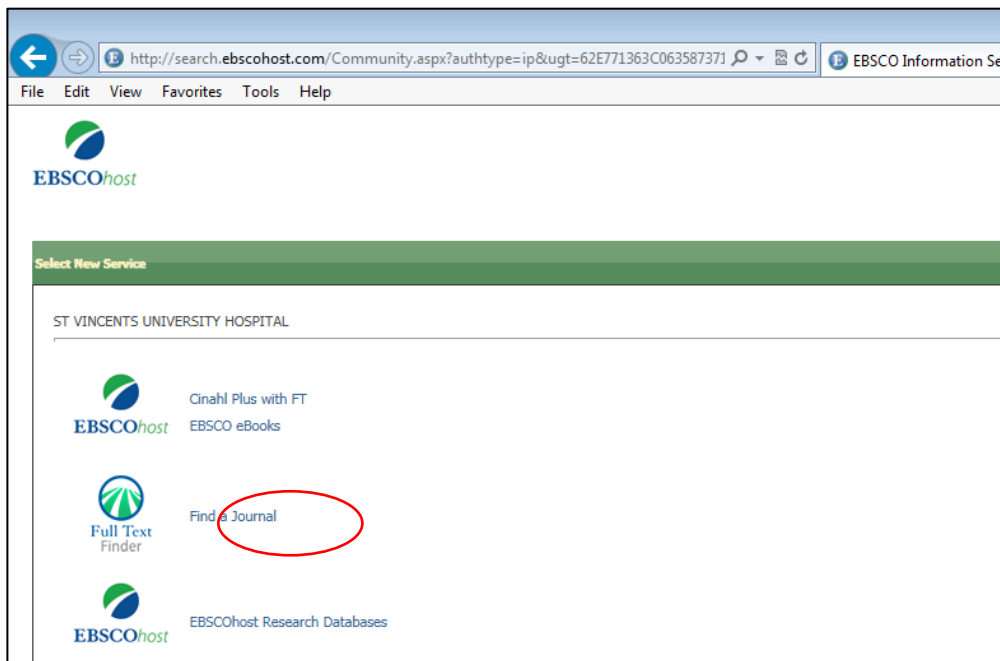 http://search.ebscohost.com/Community.aspx?authtype=ip&ugt=62E771363C063587371
EBSCO Information Se
File Edit View Favorites Tools Help
EBSCOhost
Select New Service
ST VINCENTS UNIVERSITY HOSPITAL
Cinahl Plus with FT
EBSCOhost
EBSCO eBooks
Find a Journal
Full Text
Finder
EBSCOhost Research Databases
EBSCOhost